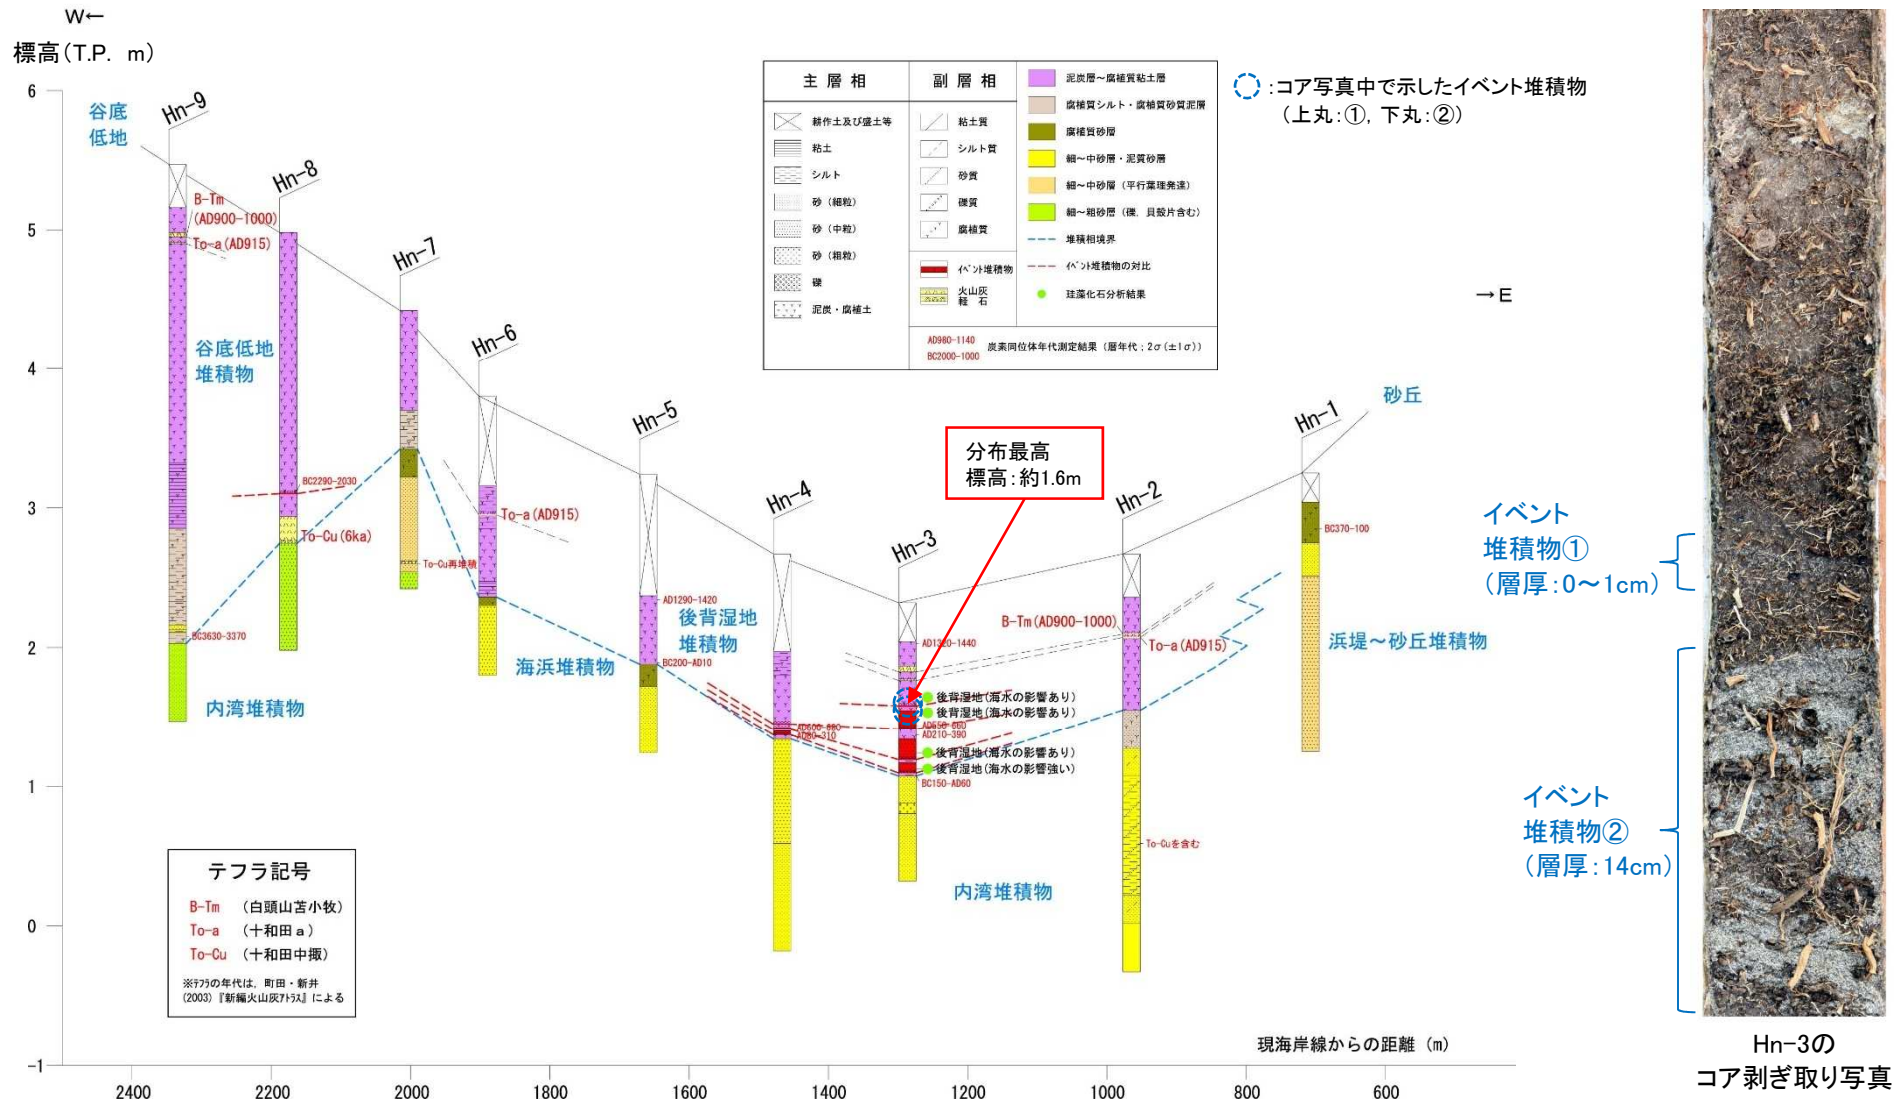 W←
標高(T.P. m)
6
5
4
3
2
1
0
-1
2400
2200
2000
1800
1600
1400
1200
1000
800
600
現海岸線からの距離 (m)
→E
谷底
低地
Hn-9
B-Tm
(AD900-1000)
To-a(AD915)
BC3630-3370
Hn-8
BC2290-2030
To-Cu(6ka)
谷底低地
堆積物
内湾堆積物
Hn-7
To-Cu再堆積
Hn-6
To-a(AD915)
海浜堆積物
Hn-5
AD1290-1420
BC200-AD10
後背湿地
堆積物
Hn-4
AD600-680
AD80-310
Hn-3
AD1320-1440
分布最高
標高:約1.6m
後背湿地(海水の影響あり)
後背湿地(海水の影響あり)
AD550-660
AD210-390
後背湿地(海水の影響あり)
後背湿地(海水の影響強い)
BC150-AD60
内湾堆積物
Hn-2
B-Tm(AD900-1000)
To-a(AD915)
To-Cuを含む
Hn-1
砂丘
BC370-100
浜堤～砂丘堆積物
主 層 相
耕作土及び盛土等
粘土
シルト
砂 (細粒)
砂 (中粒)
砂 (粗粒)
礫
泥炭・腐植土
副 層 相
粘土質
シルト質
砂質
礫質
腐植質
イベント堆積物
火山灰
軽 石
泥炭層～腐植質粘土層
腐植質シルト・腐植質砂質泥層
腐植質砂層
細～中砂層・泥質砂層
細～中砂層 (平行葉理発達)
細～粗砂層 (礫, 貝殻片含む)
堆積相境界
イベント堆積物の対比
珪藻化石分析結果
AD980-1140
BC2000-1000
炭素同位体年代測定結果 (暦年代 ; 2σ(±1σ))
:コア写真中で示したイベント堆積物
(上丸:①, 下丸:②)
テフラ記号
B-Tm (白頭山苫小牧)
To-a (十和田a)
To-Cu (十和田中掫)
※テフラの年代は, 町田・新井
(2003)『新編火山灰アトラス』による
イベント
堆積物①
(層厚:0～1cm)
イベント
堆積物②
(層厚:14cm)
Hn-3の
コア剥ぎ取り写真